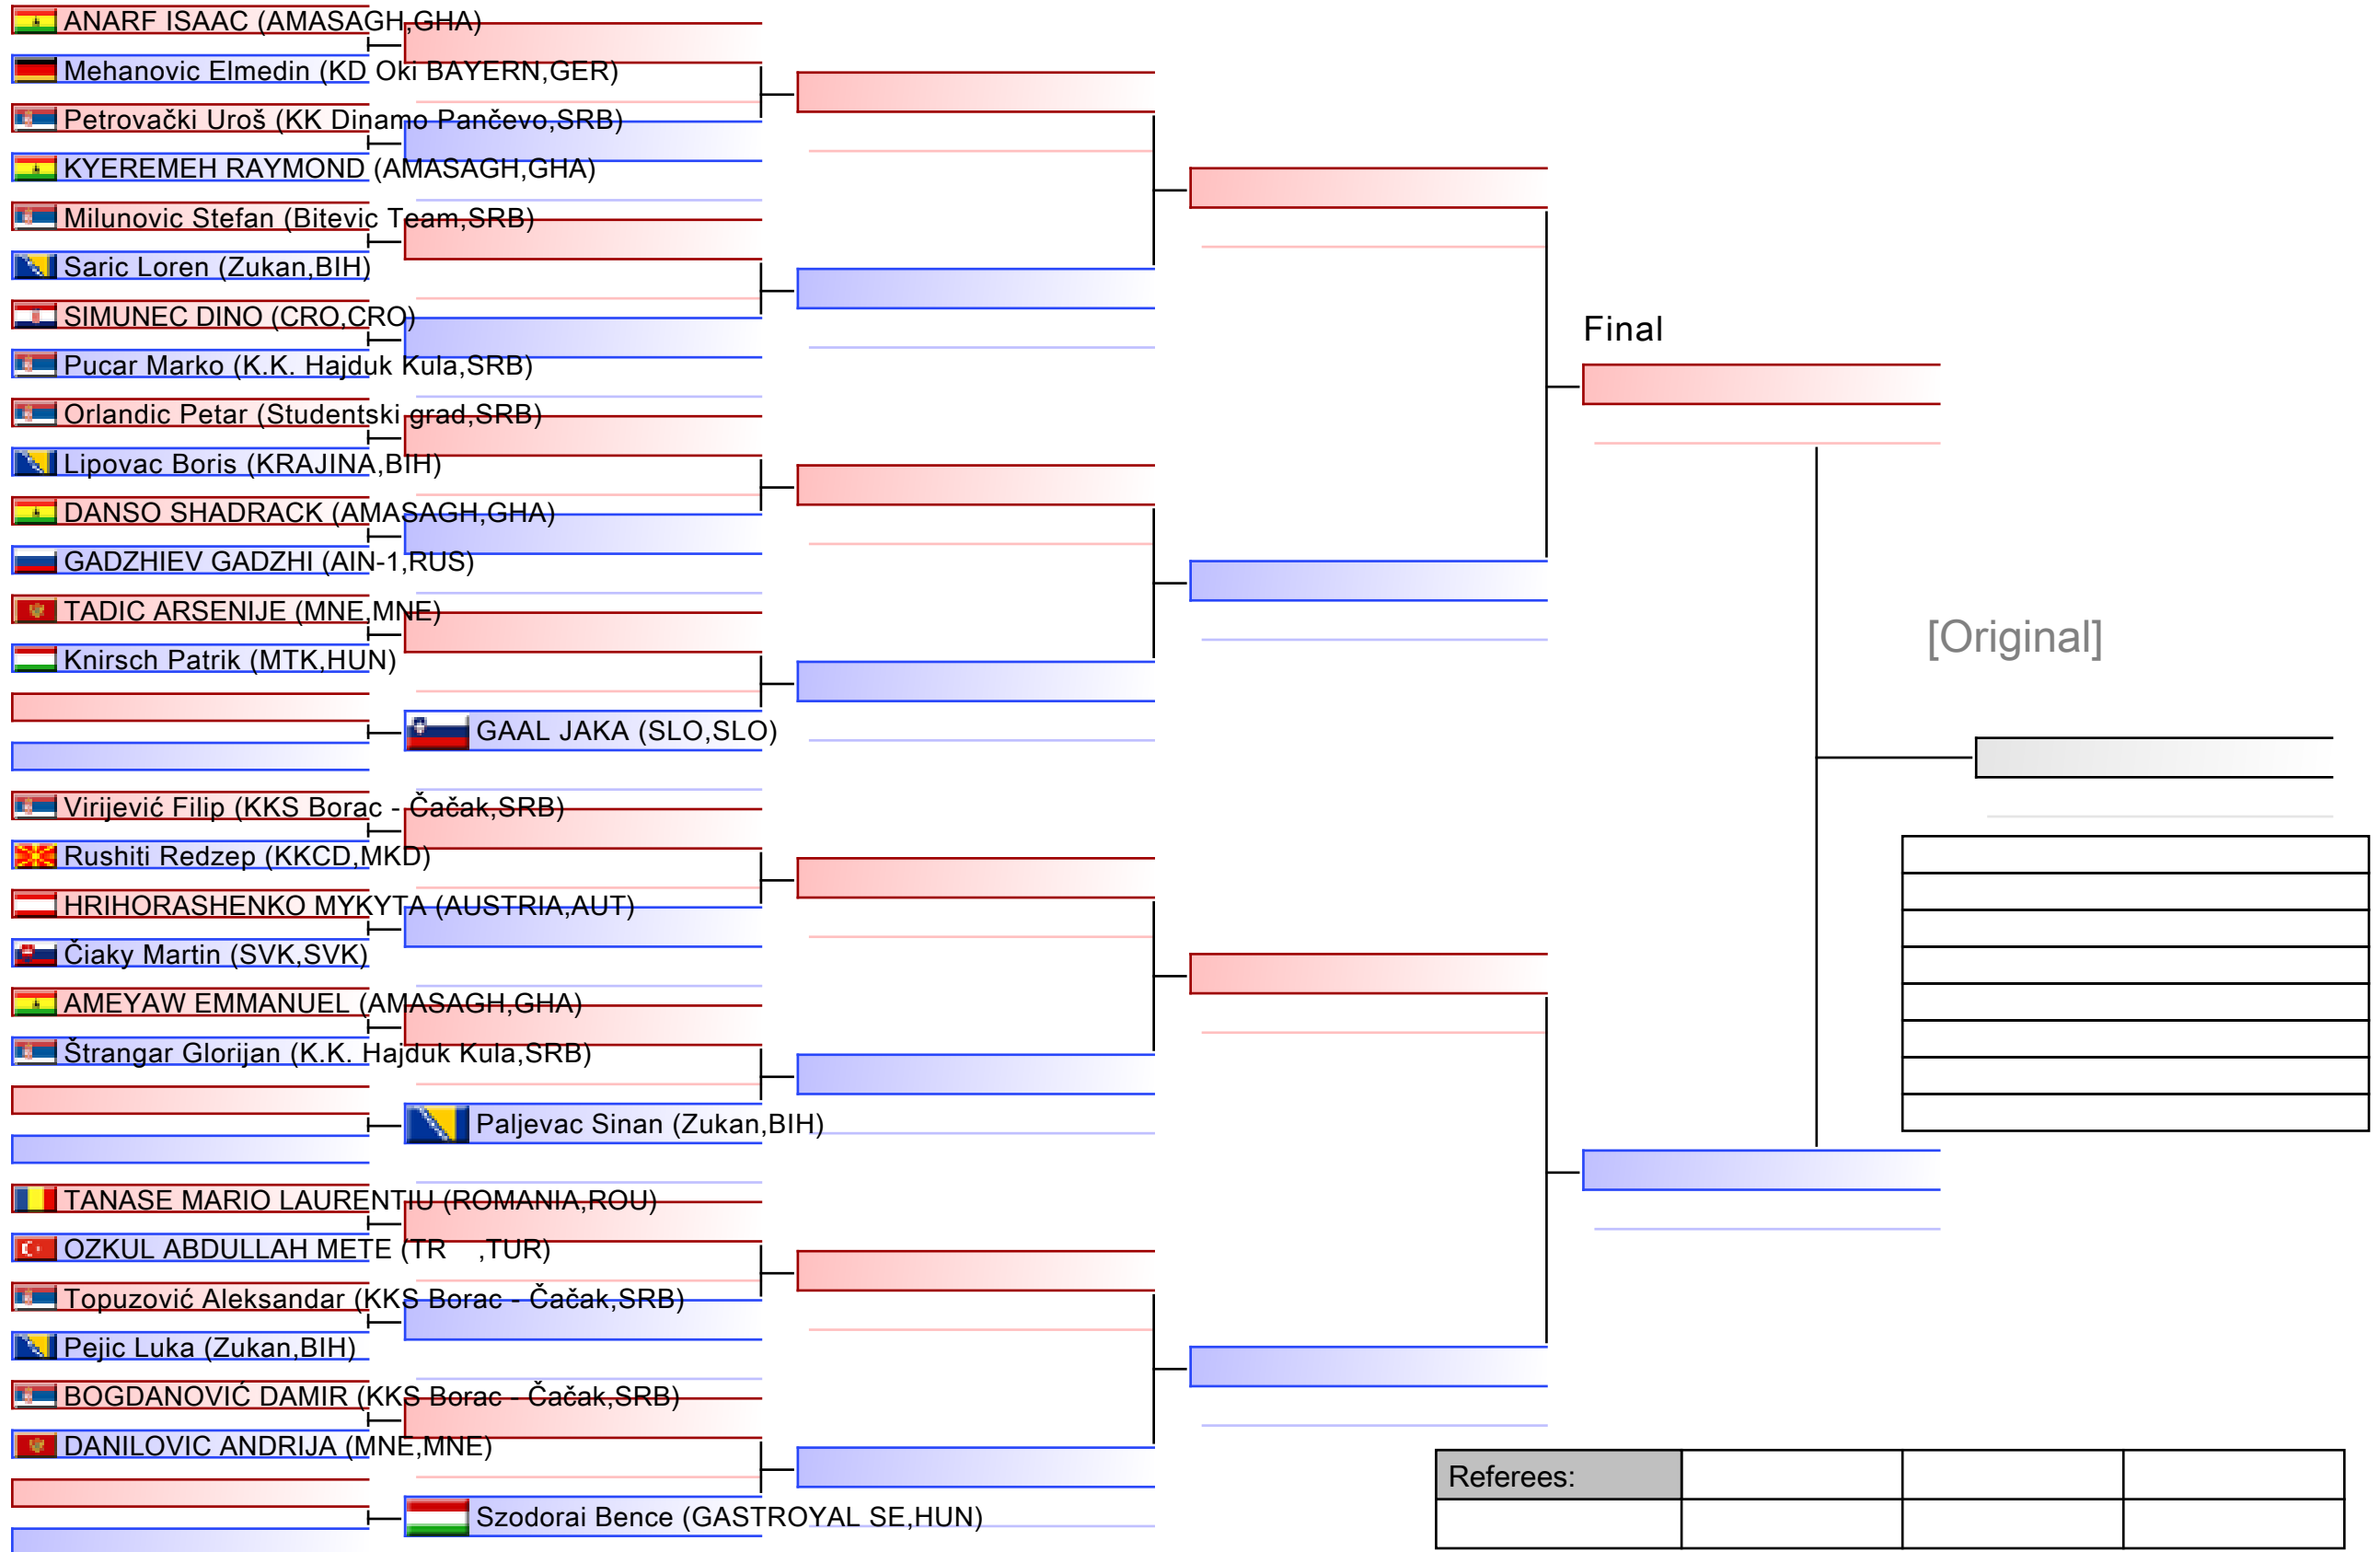 ANARF ISAAC (AMASAGH,GHA)
Mehanovic Elmedin (KD Oki BAYERN,GER)
Petrovački Uroš (KK Dinamo Pančevo,SRB)
KYEREMEH RAYMOND (AMASAGH,GHA)
Milunovic Stefan (Bitevic Team,SRB)
Saric Loren (Zukan,BIH)
SIMUNEC DINO (CRO,CRO)
Final
Pucar Marko (K.K. Hajduk Kula,SRB)
Orlandic Petar (Studentski grad,SRB)
Lipovac Boris (KRAJINA,BIH)
DANSO SHADRACK (AMASAGH,GHA)
GADZHIEV GADZHI (AIN-1,RUS)
TADIC ARSENIJE (MNE,MNE)
[Original]
Knirsch Patrik (MTK,HUN)
GAAL JAKA (SLO,SLO)
Virijević Filip (KKS Borac - Čačak,SRB)
Rushiti Redzep (KKCD,MKD)
HRIHORASHENKO MYKYTA (AUSTRIA,AUT)
Čiaky Martin (SVK,SVK)
AMEYAW EMMANUEL (AMASAGH,GHA)
Štrangar Glorijan (K.K. Hajduk Kula,SRB)
Paljevac Sinan (Zukan,BIH)
TANASE MARIO LAURENTIU (ROMANIA,ROU)
OZKUL ABDULLAH METE (TR ,TUR)
Topuzović Aleksandar (KKS Borac - Čačak,SRB)
Pejic Luka (Zukan,BIH)
BOGDANOVIĆ DAMIR (KKS Borac - Čačak,SRB)
DANILOVIC ANDRIJA (MNE,MNE)
Referees:
Szodorai Bence (GASTROYAL SE,HUN)